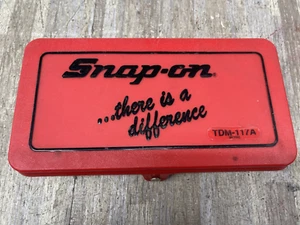 Snap-on
...there is a
difference
TDM-117A